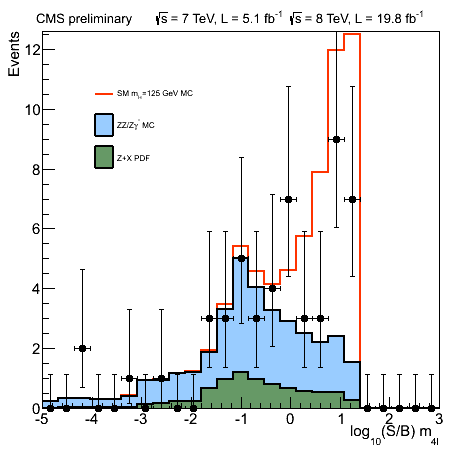 CMS preliminary √s = 7 TeV, L = 5.1 fb⁻¹ √s = 8 TeV, L = 19.8 fb⁻¹
Events
12
10
8
6
4
2
0
SM mH=125 GeV MC
ZZ/Zγ* MC
Z+X PDF
-5 -4 -3 -2 -1 0 1 2 3
log₁₀(S/B) m₄ₗ